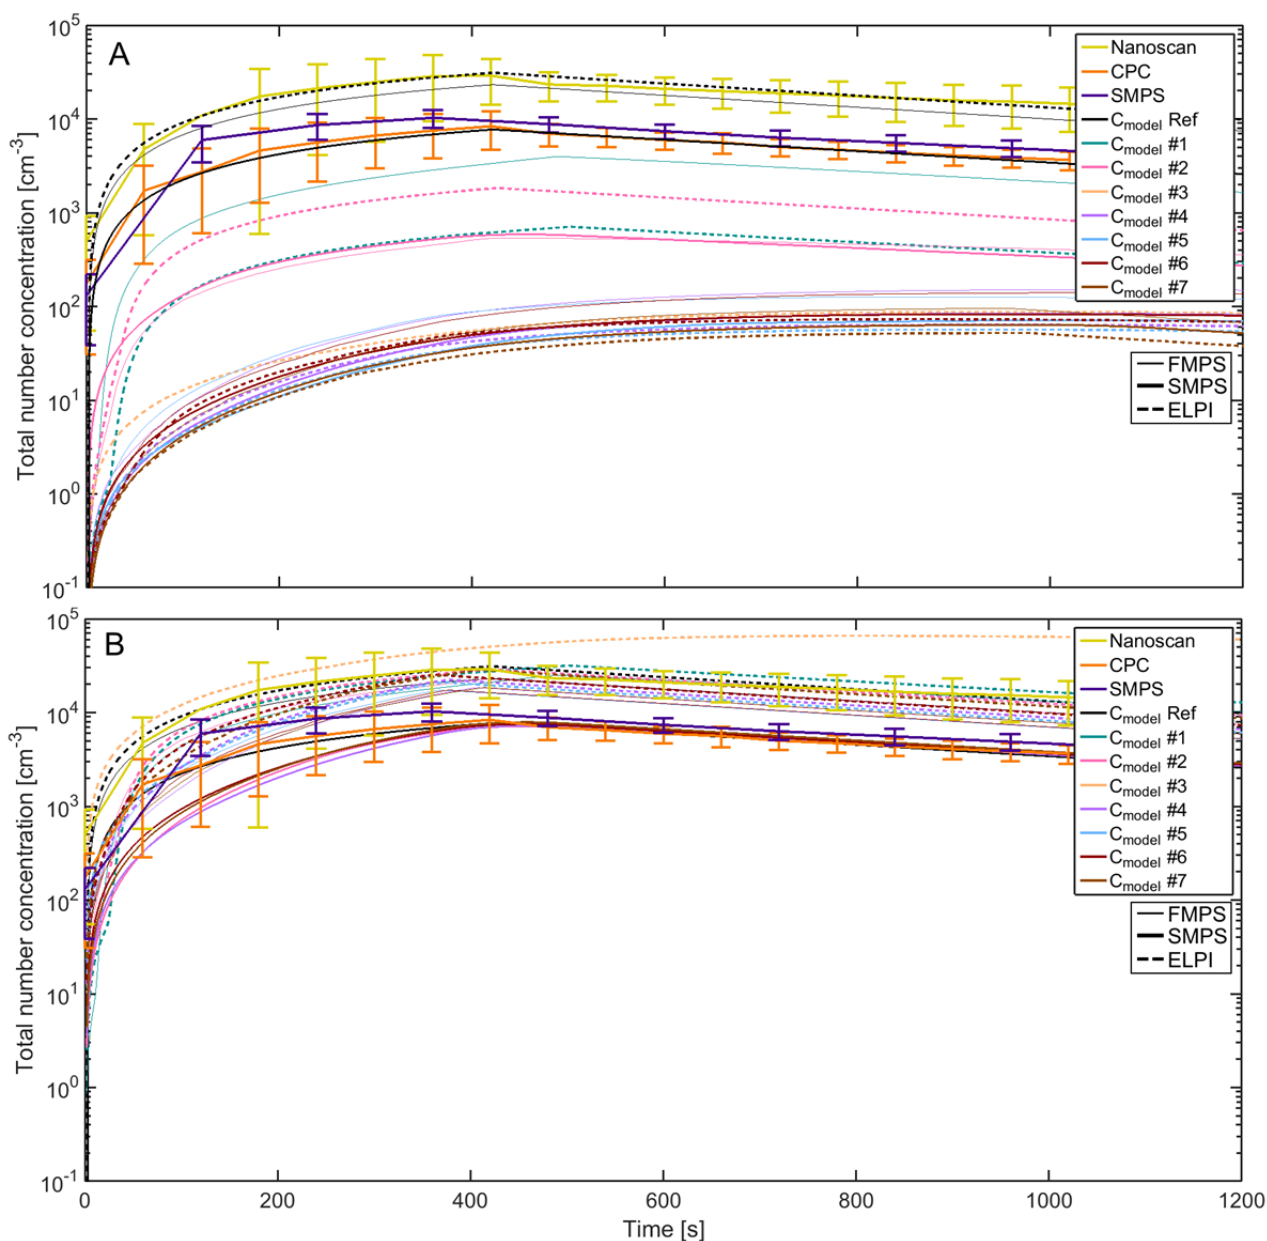 A
Total number concentration [cm-3]
10^5
10^4
10^3
10^2
10^1
10^0
10^-1
Nanoscan
CPC
SMPS
Cmodel Ref
Cmodel #1
Cmodel #2
Cmodel #3
Cmodel #4
Cmodel #5
Cmodel #6
Cmodel #7
FMPS
SMPS
ELPI
B
Total number concentration [cm-3]
10^5
10^4
10^3
10^2
10^1
10^0
10^-1
Nanoscan
CPC
SMPS
Cmodel Ref
Cmodel #1
Cmodel #2
Cmodel #3
Cmodel #4
Cmodel #5
Cmodel #6
Cmodel #7
FMPS
SMPS
ELPI
0 200 400 600 800 1000 1200
Time [s]